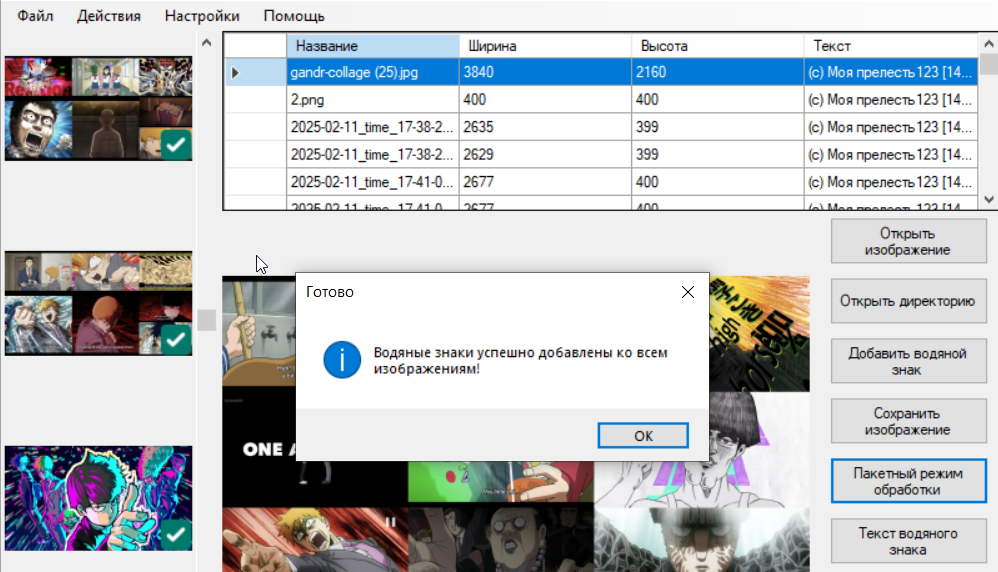 Файл Действия Настройки Помощь
Название Ширина Высота Текст
gandr-collage (25).jpg 3840 2160 (c) Моя прелесть123 [14...
2.png 400 400 (c) Моя прелесть123 [14...
2025-02-11_time_17-38-2... 2635 399 (c) Моя прелесть123 [14...
2025-02-11_time_17-38-2... 2629 399 (c) Моя прелесть123 [14...
2025-02-11_time_17-41-0... 2677 400 (c) Моя прелесть123 [14...
2025-02-11_time_17-41-0... 2677 400 (c) Моя прелесть123 [14...
Открыть
изображение
Открыть директорию
Добавить водяной
знак
Сохранить
изображение
Пакетный режим
обработки
Текст водяного
знака
Готово
Водяные знаки успешно добавлены ко всем
изображениям!
OK
ONE
high